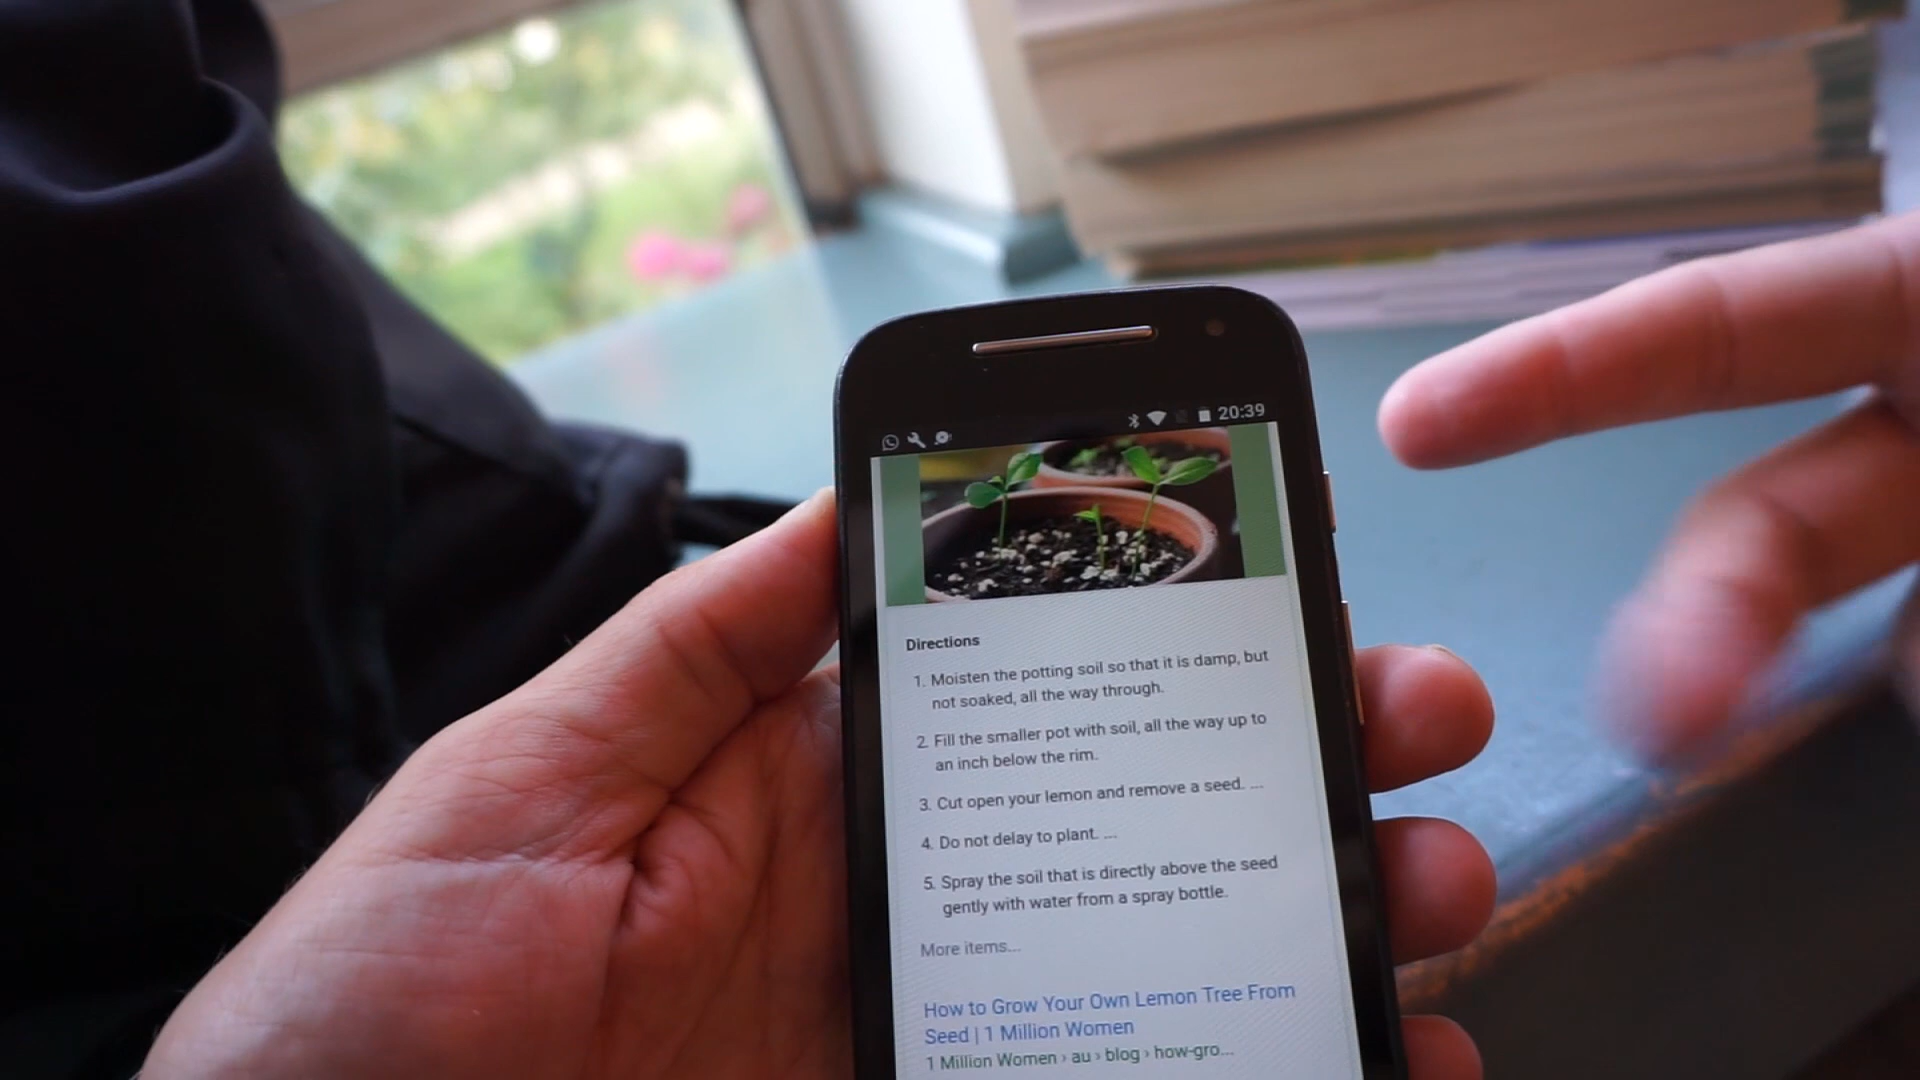 20:39
Directions
1. Moisten the potting soil so that it is damp, but
not soaked, all the way through.
2. Fill the smaller pot with soil, all the way up to
an inch below the rim.
3. Cut open your lemon and remove a seed. ...
4. Do not delay to plant. ...
5. Spray the soil that is directly above the seed
gently with water from a spray bottle.
More items...
How to Grow Your Own Lemon Tree From
Seed | 1 Million Women
1 Million Women › au › blog › how-gro...